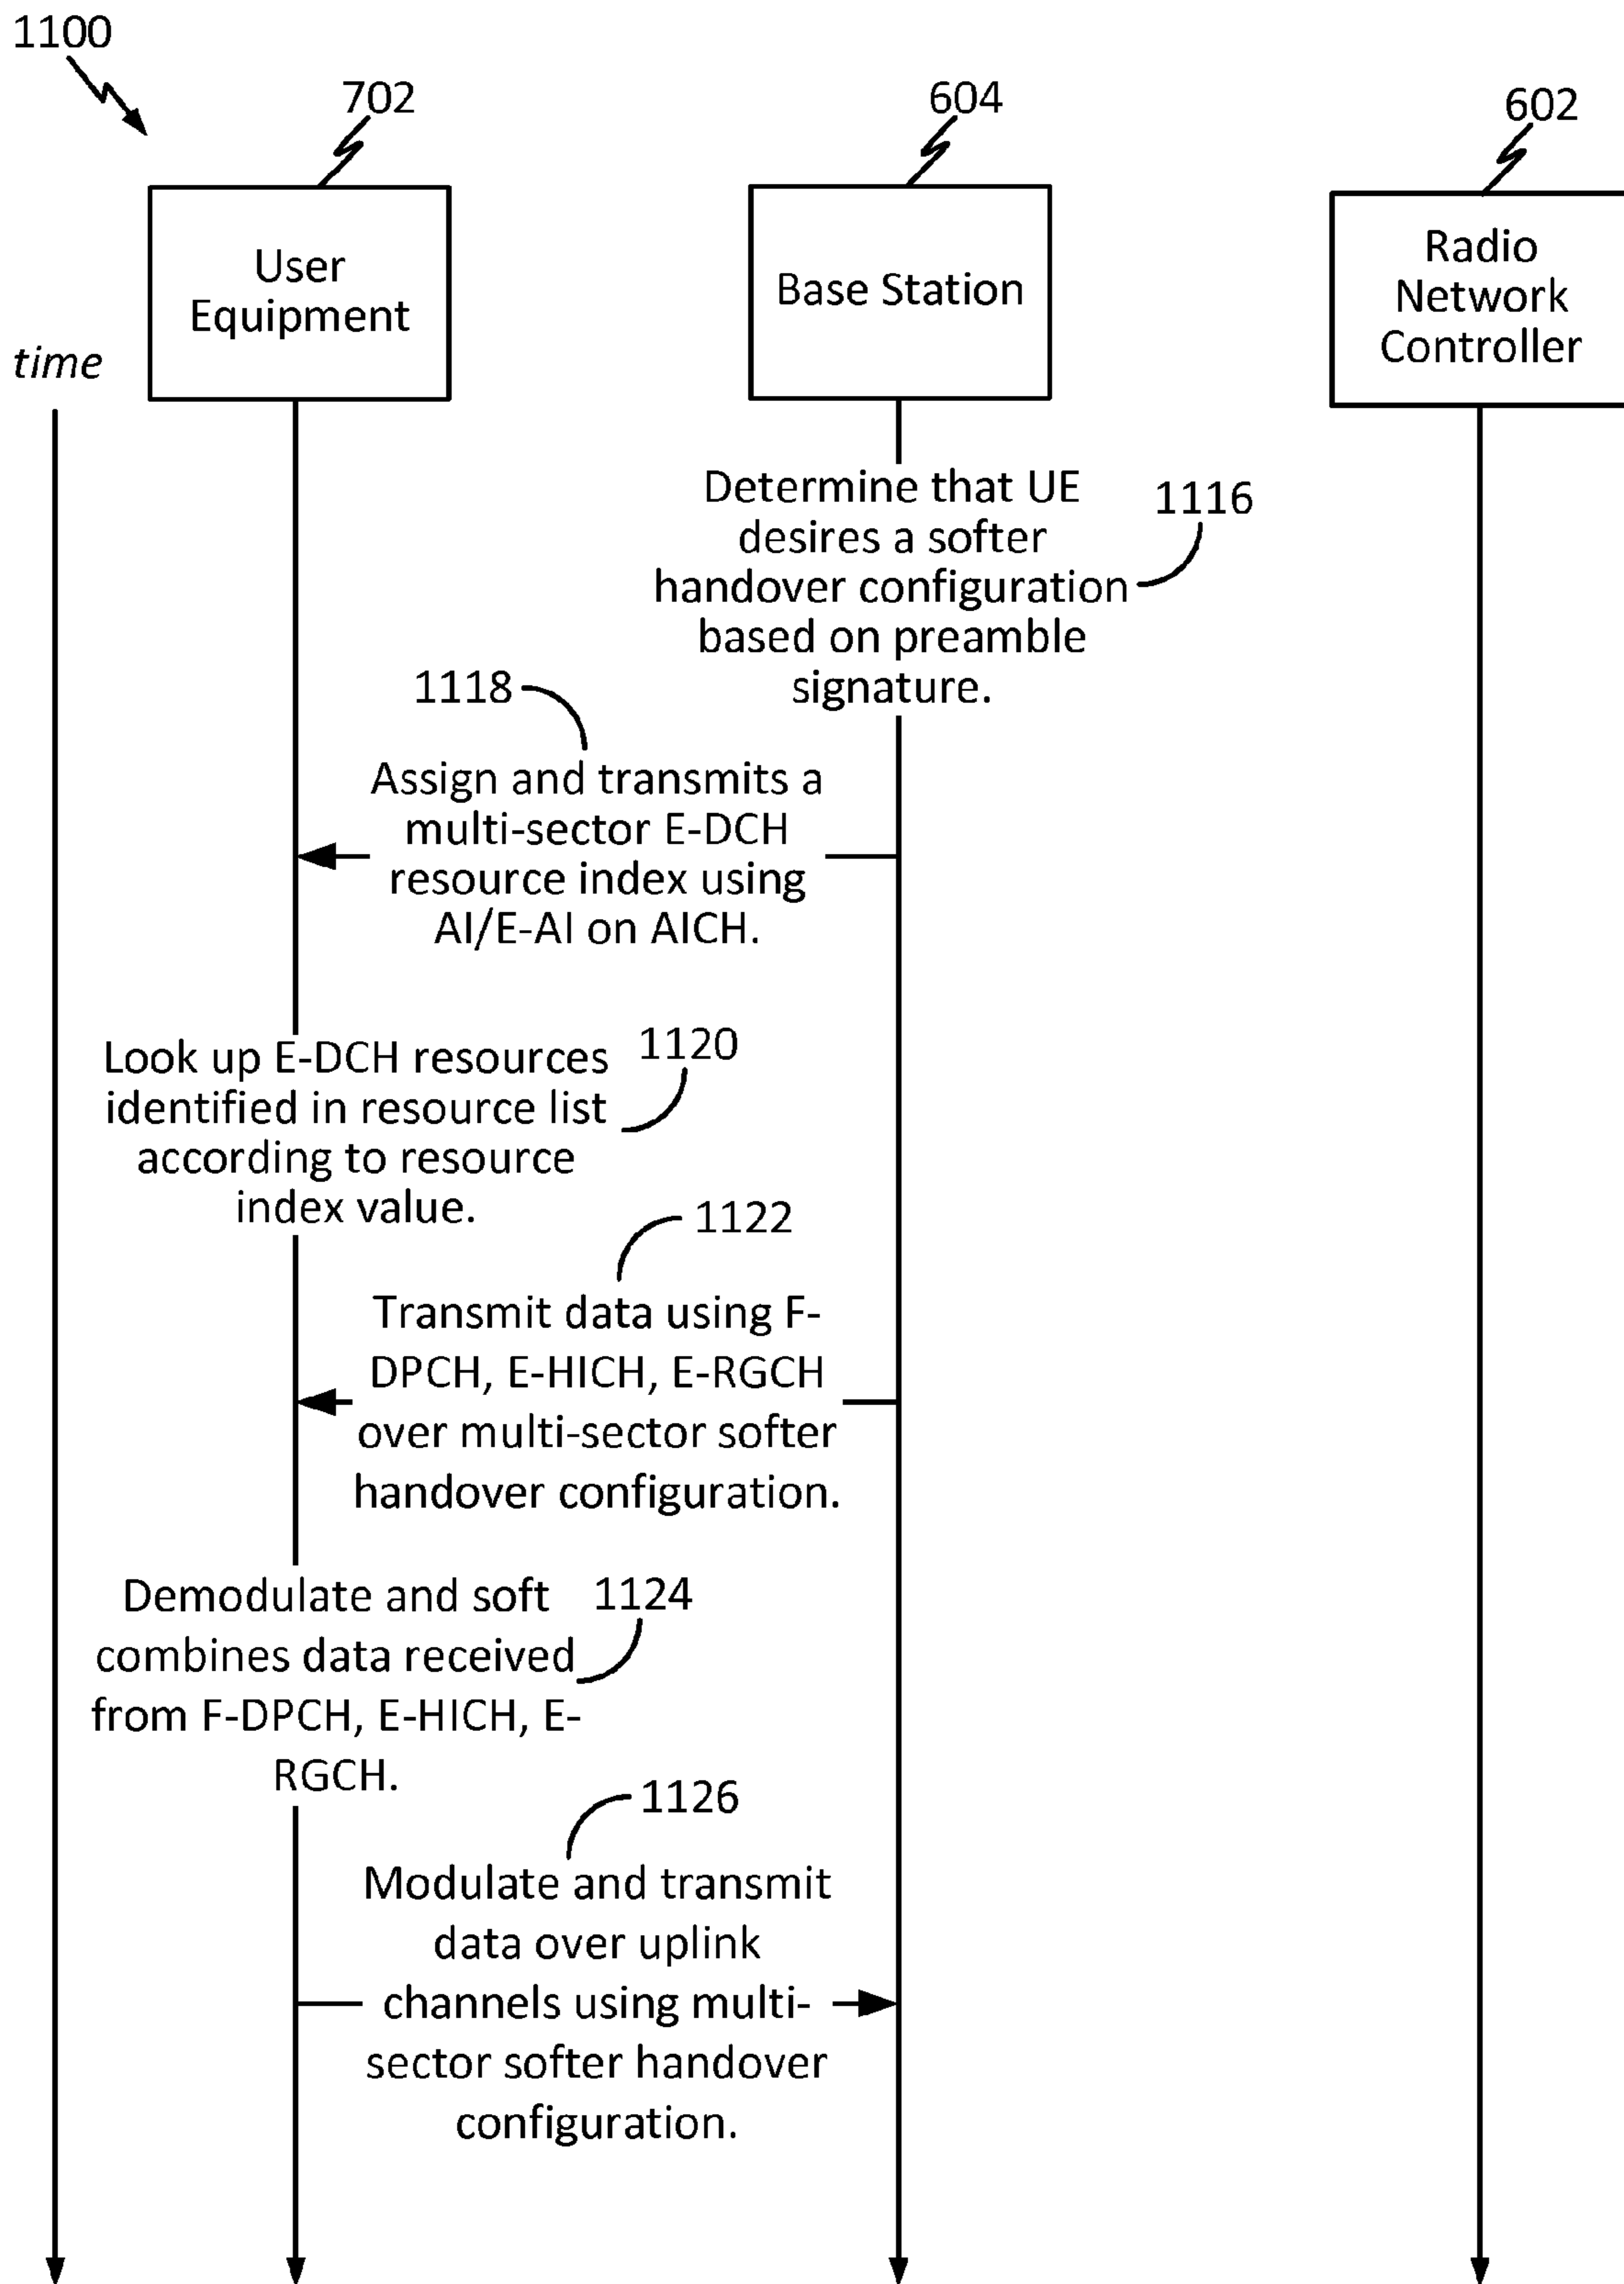 1100
702
604
602
User
Equipment
Base Station
Radio
Network
Controller
time
Determine that UE
desires a softer
handover configuration
based on preamble
signature.
1116
1118
Assign and transmits a
multi-sector E-DCH
resource index using
AI/E-AI on AICH.
Look up E-DCH resources
identified in resource list
according to resource
index value.
1120
1122
Transmit data using F-
DPCH, E-HICH, E-RGCH
over multi-sector softer
handover configuration.
Demodulate and soft
combines data received
from F-DPCH, E-HICH, E-
RGCH.
1124
1126
Modulate and transmit
data over uplink
channels using multi-
sector softer handover
configuration.